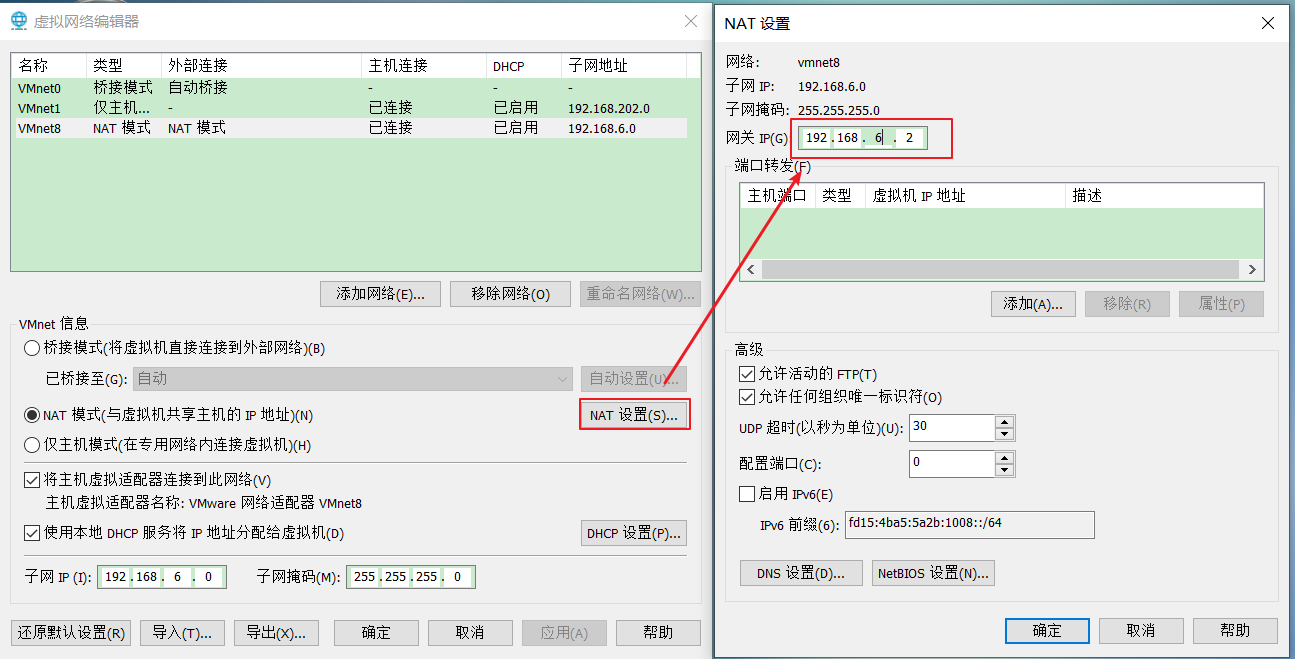 虚拟网络编辑器
名称 类型 外部连接 主机连接 DHCP 子网地址
VMnet0 桥接模式 自动桥接 - - -
VMnet1 仅主机... - 已连接 已启用 192.168.202.0
VMnet8 NAT 模式 NAT 模式 已连接 已启用 192.168.6.0
添加网络(E)... 移除网络(O) 重命名网络(W)...
VMnet 信息
桥接模式(将虚拟机直接连接到外部网络)(B)
已桥接至(G): 自动 自动设置(U)...
NAT 模式(与虚拟机共享主机的 IP 地址)(N) NAT 设置(S)...
仅主机模式(在专用网络内连接虚拟机)(H)
将主机虚拟适配器连接到此网络(V)
主机虚拟适配器名称: VMware 网络适配器 VMnet8
使用本地 DHCP 服务将 IP 地址分配给虚拟机(D) DHCP 设置(P)...
子网 IP (I): 192 . 168 . 6 . 0 子网掩码(M): 255 . 255 . 255 . 0
还原默认设置(R) 导入(T)... 导出(X)... 确定 取消 应用(A) 帮助
NAT 设置
网络: vmnet8
子网 IP: 192.168.6.0
子网掩码: 255.255.255.0
网关 IP(G) 192 . 168 . 6 . 2
端口转发(F)
主机端口 类型 虚拟机 IP 地址 描述
添加(A)... 移除(R) 属性(P)
高级
允许活动的 FTP(T)
允许任何组织唯一标识符(O)
UDP 超时(以秒为单位)(U): 30
配置端口(C): 0
启用 IPv6(E)
IPv6 前缀(6): fd15:4ba5:5a2b:1008::/64
DNS 设置(D)... NetBIOS 设置(N)...
确定 取消 帮助